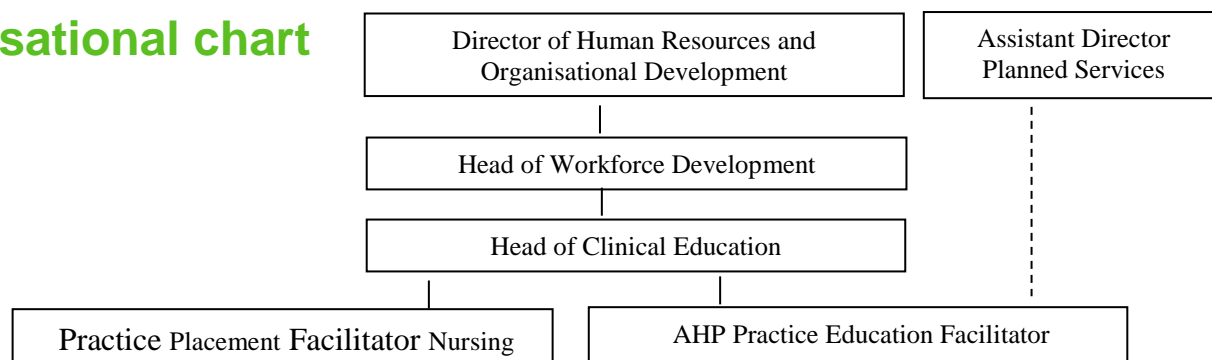 sational chart
Director of Human Resources and
Organisational Development
Assistant Director
Planned Services
Head of Workforce Development
Head of Clinical Education
Practice Placement Facilitator Nursing
AHP Practice Education Facilitator